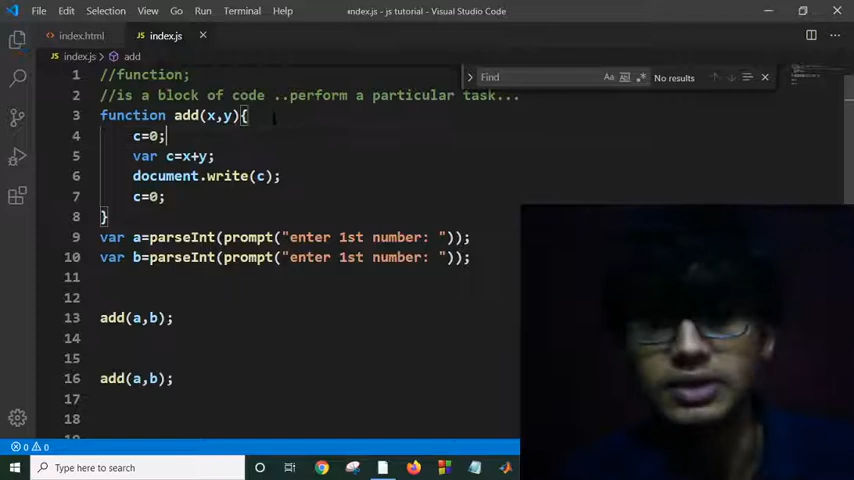 File Edit Selection View Go Run Terminal Help •index.js - js tutorial - Visual Studio Code
index.html JS index.js
JS index.js > add
Find Aa ab .* No results
1 //function;
2 //is a block of code ..perform a particular task...
3 function add(x,y){
4 c=0;
5 var c=x+y;
6 document.write(c);
7 c=0;
8 }
9 var a=parseInt(prompt("enter 1st number: "));
10 var b=parseInt(prompt("enter 1st number: "));
11
12
13 add(a,b);
14
15
16 add(a,b);
17
18
0 0
Type here to search